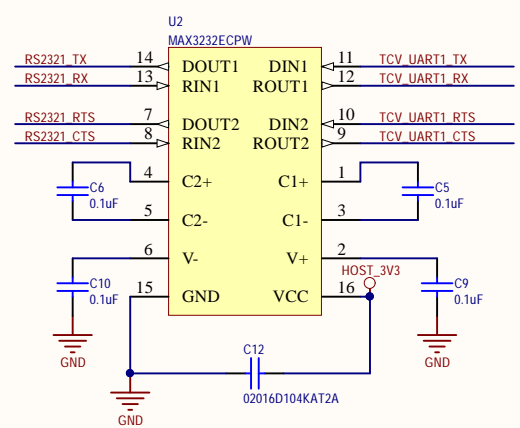 U2
MAX3232ECPW
RS2321_TX 14 DOUT1 DIN1 11 TCV_UART1_TX
RS2321_RX 13 RIN1 ROUT1 12 TCV_UART1_RX
RS2321_RTS 7 DOUT2 DIN2 10 TCV_UART1_RTS
RS2321_CTS 8 RIN2 ROUT2 9 TCV_UART1_CTS
4 C2+ C1+ 1
C6 C5
0.1uF 0.1uF
5 C2- C1- 3
6 V- V+ 2
HOST_3V3
C10 C9
0.1uF 0.1uF
15 GND VCC 16
GND GND
C12
02016D104KAT2A
GND